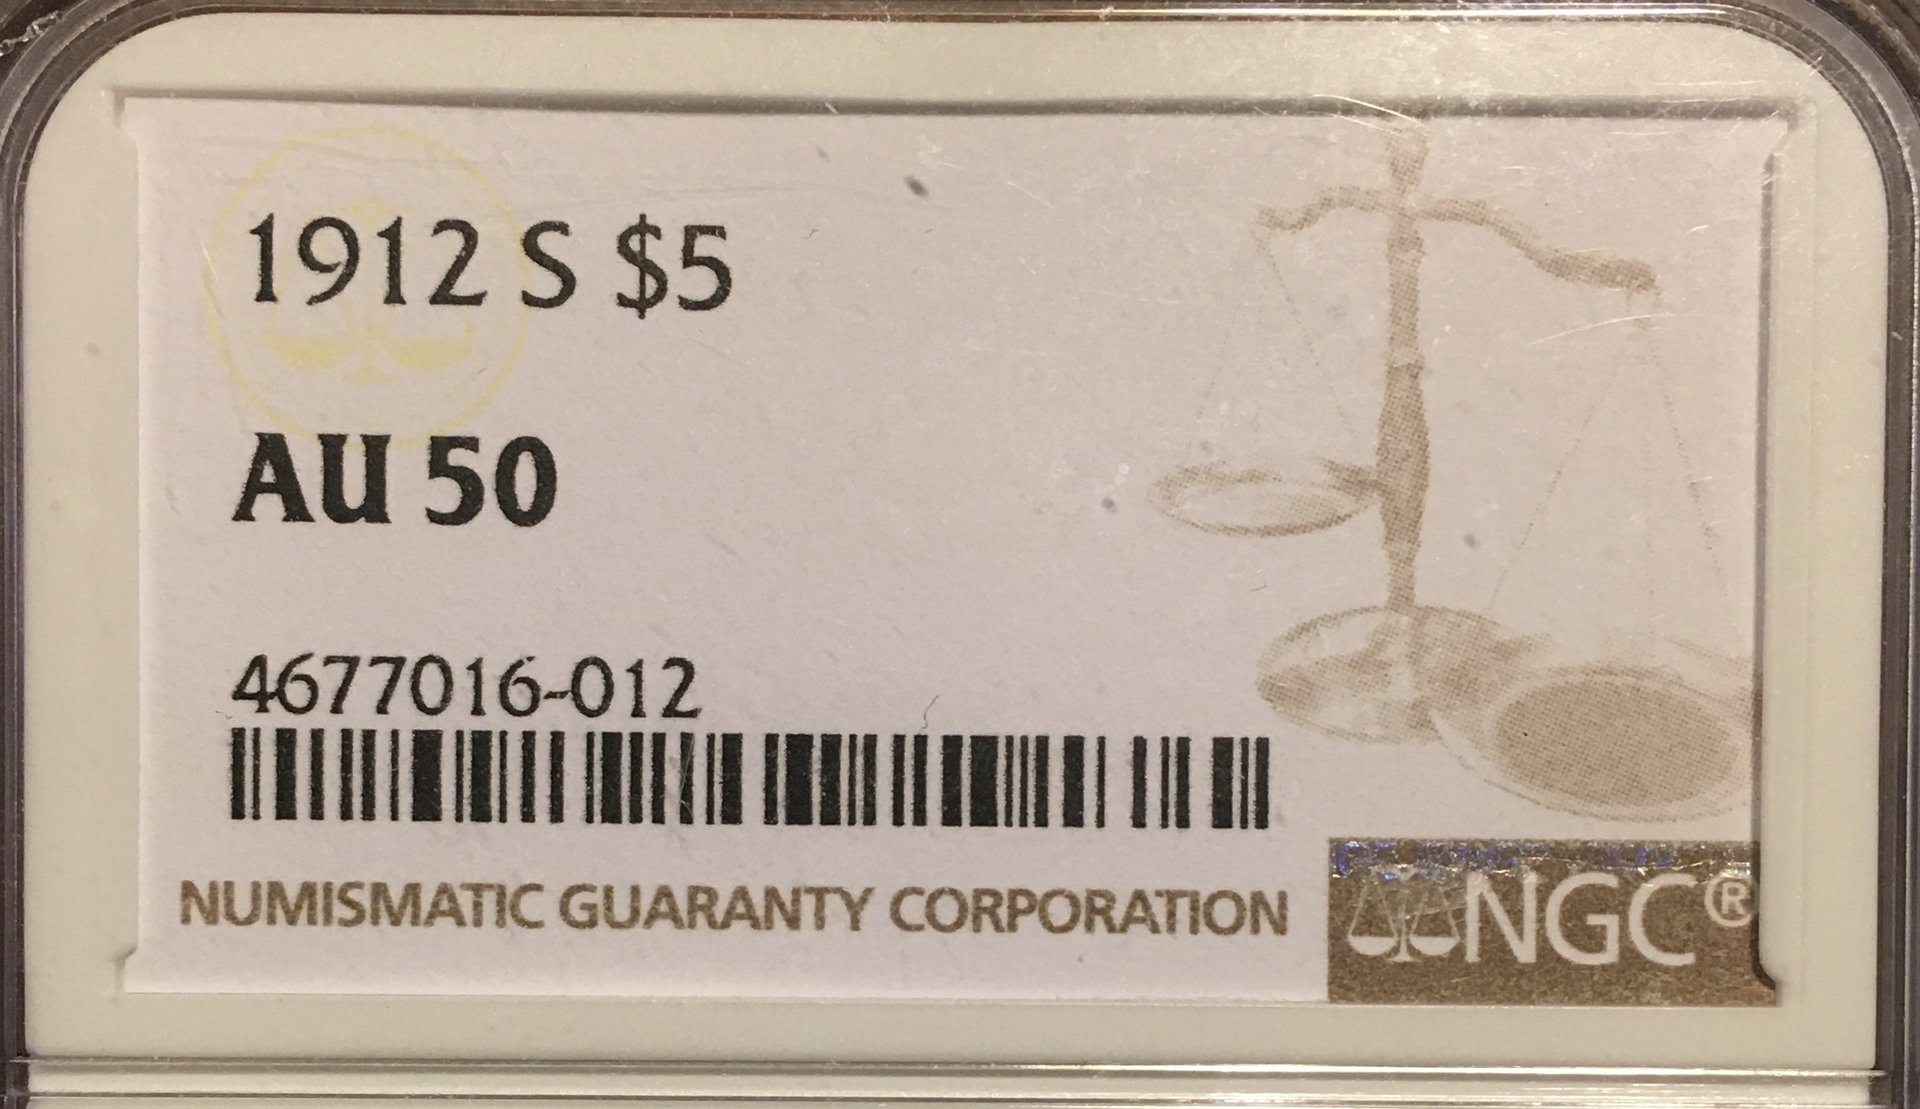 1912 S $5
AU 50
4677016-012
NUMISMATIC GUARANTY CORPORATION
NGC®